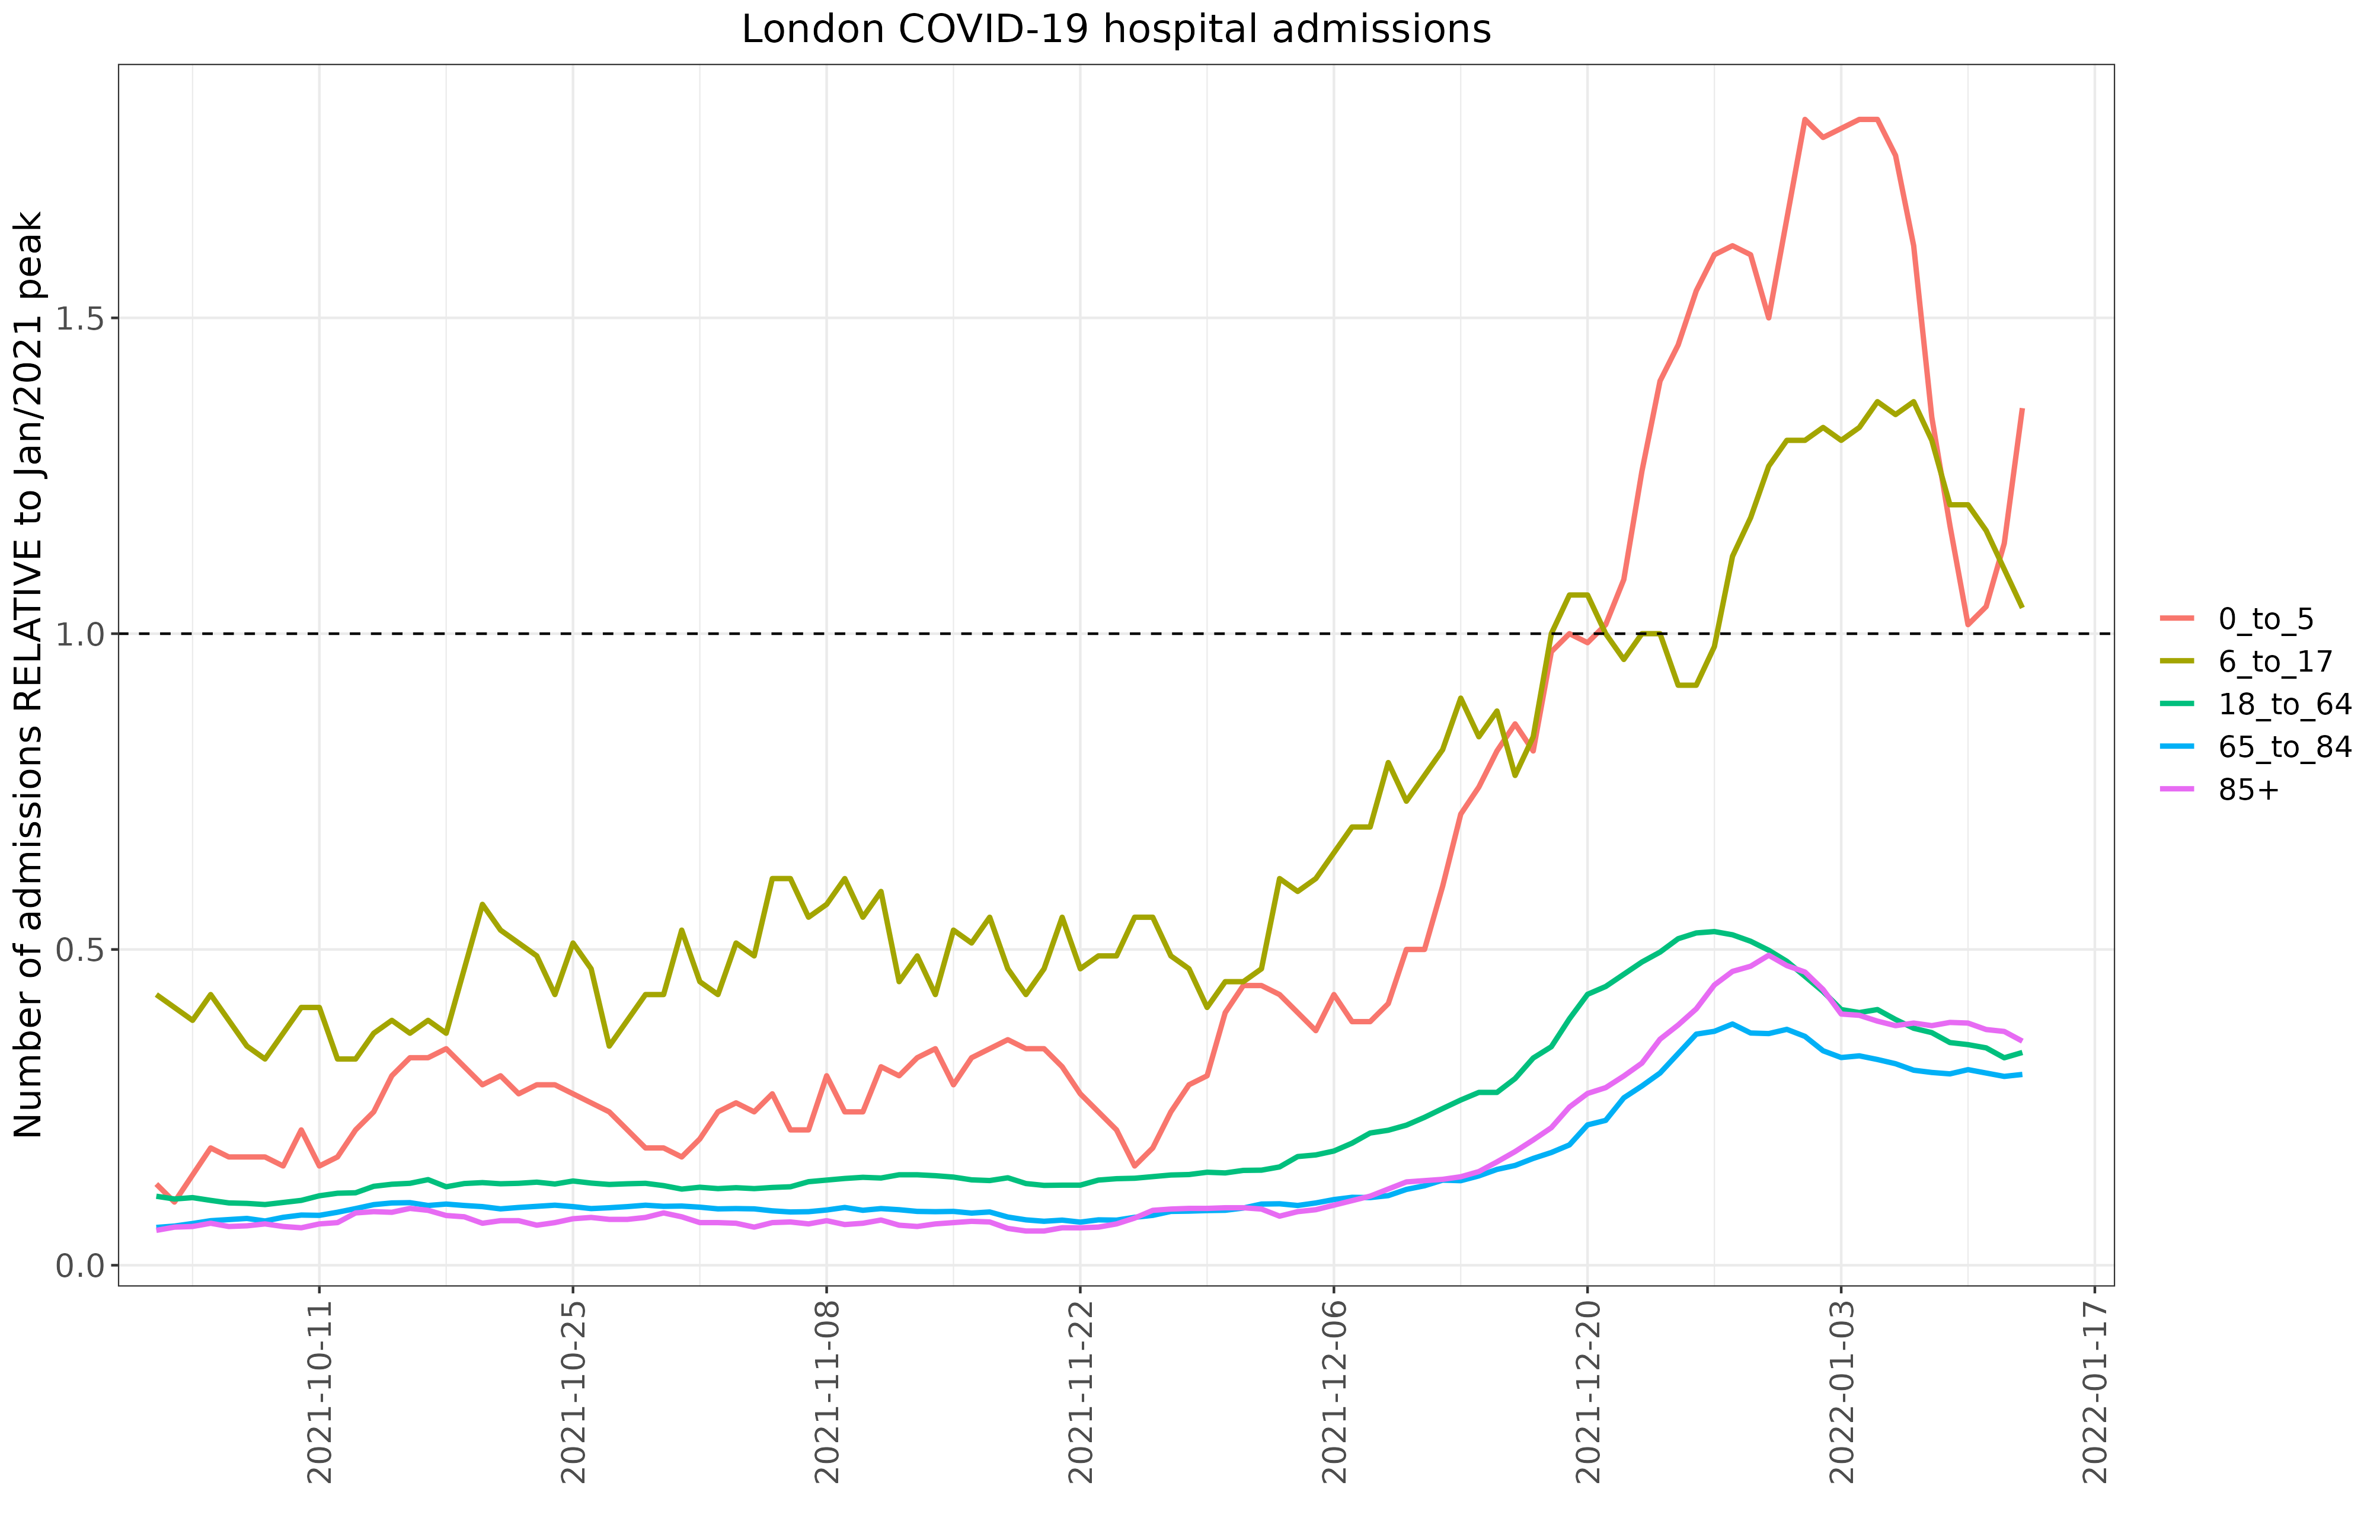 London COVID-19 hospital admissions
Number of admissions RELATIVE to Jan/2021 peak
1.5
1.0
0.5
0.0
2021-10-11
2021-10-25
2021-11-08
2021-11-22
2021-12-06
2021-12-20
2022-01-03
2022-01-17
0_to_5
6_to_17
18_to_64
65_to_84
85+